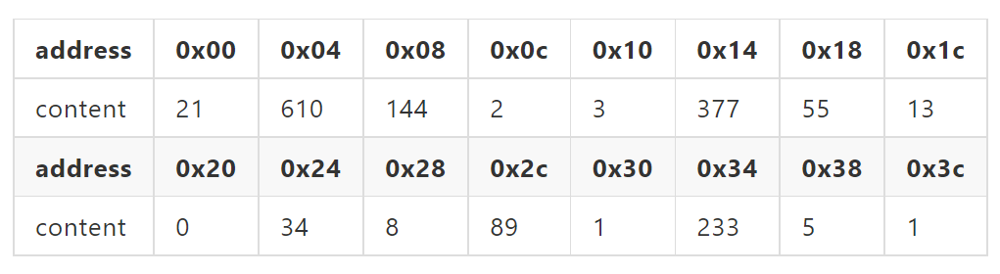 address 0x00 0x04 0x08 0x0c 0x10 0x14 0x18 0x1c
content 21 610 144 2 3 377 55 13
address 0x20 0x24 0x28 0x2c 0x30 0x34 0x38 0x3c
content 0 34 8 89 1 233 5 1